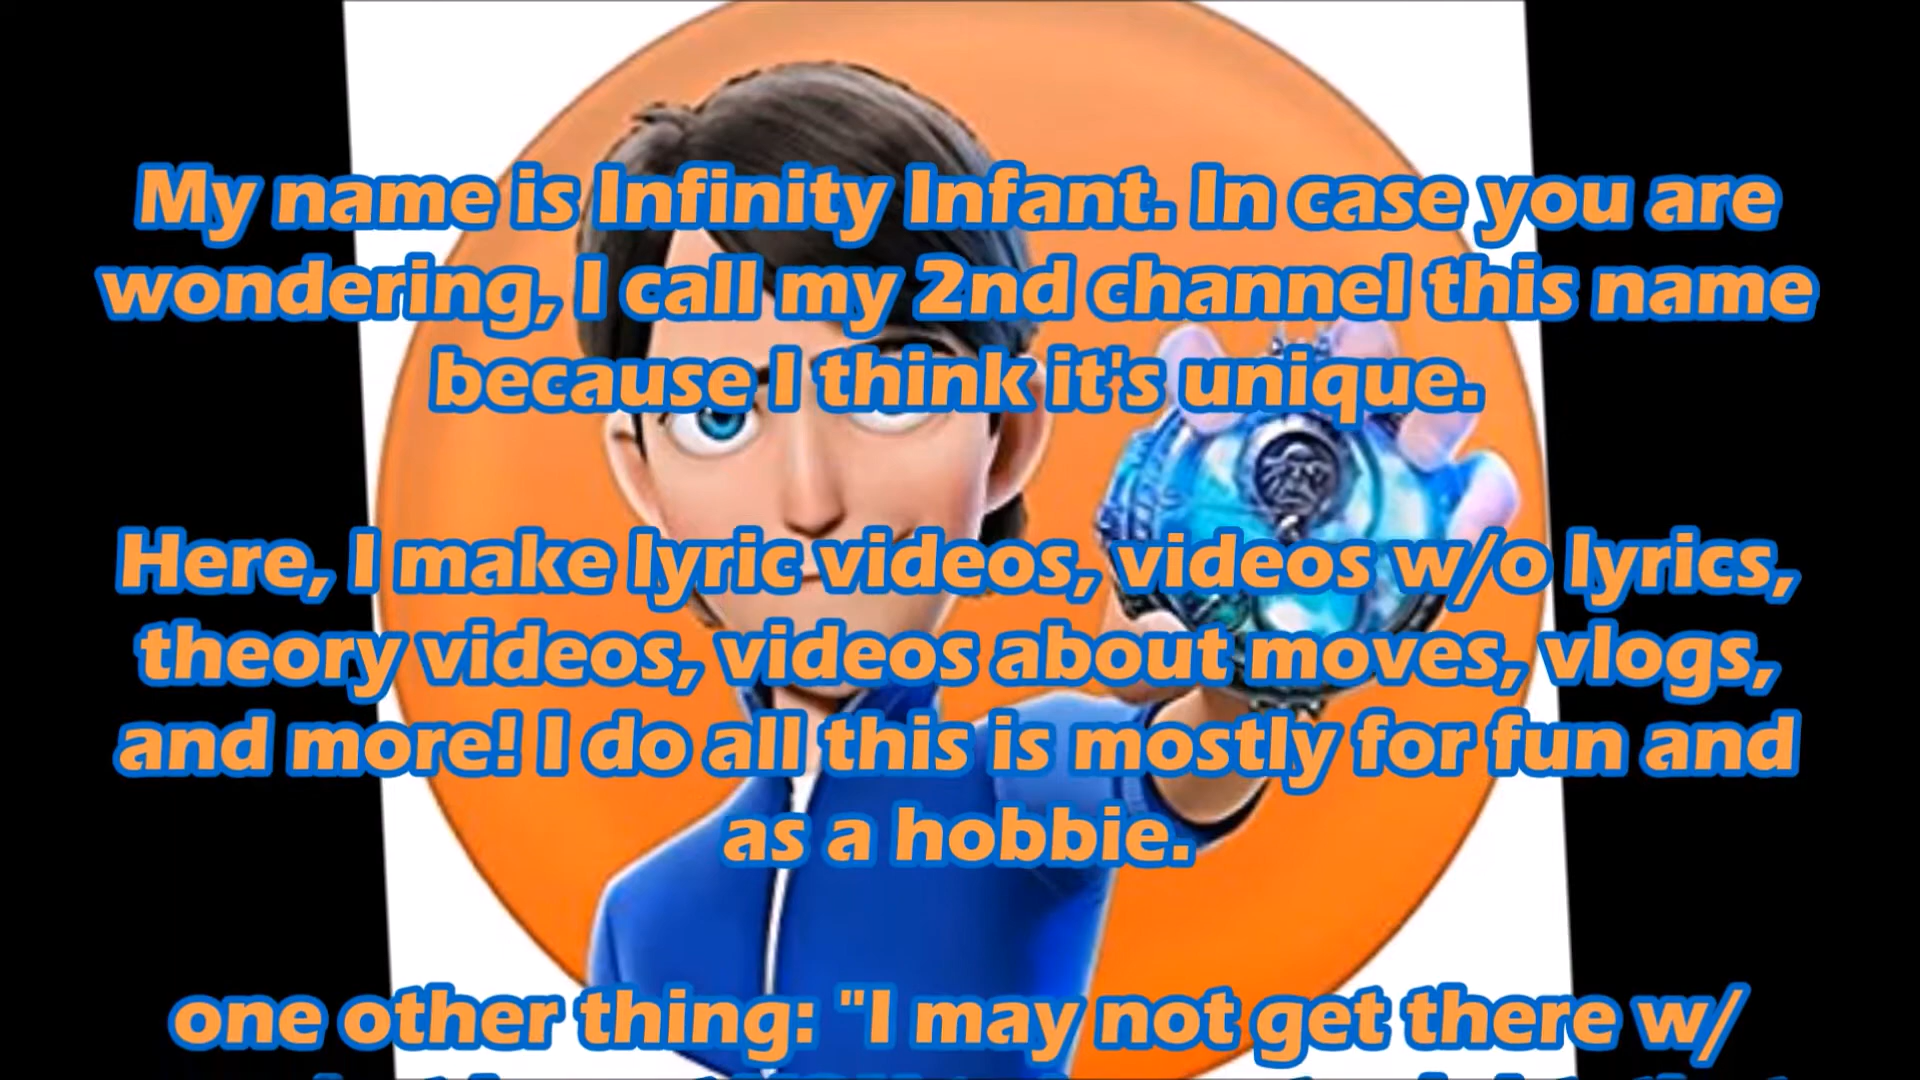 My name is Infinity Infant. In case you are
wondering, I call my 2nd channel this name
because I think it's unique.
Here, I make lyric videos, videos w/o lyrics,
theory videos, videos about moves, vlogs,
and more! I do all this is mostly for fun and
as a hobbie.
one other thing: "I may not get there w/